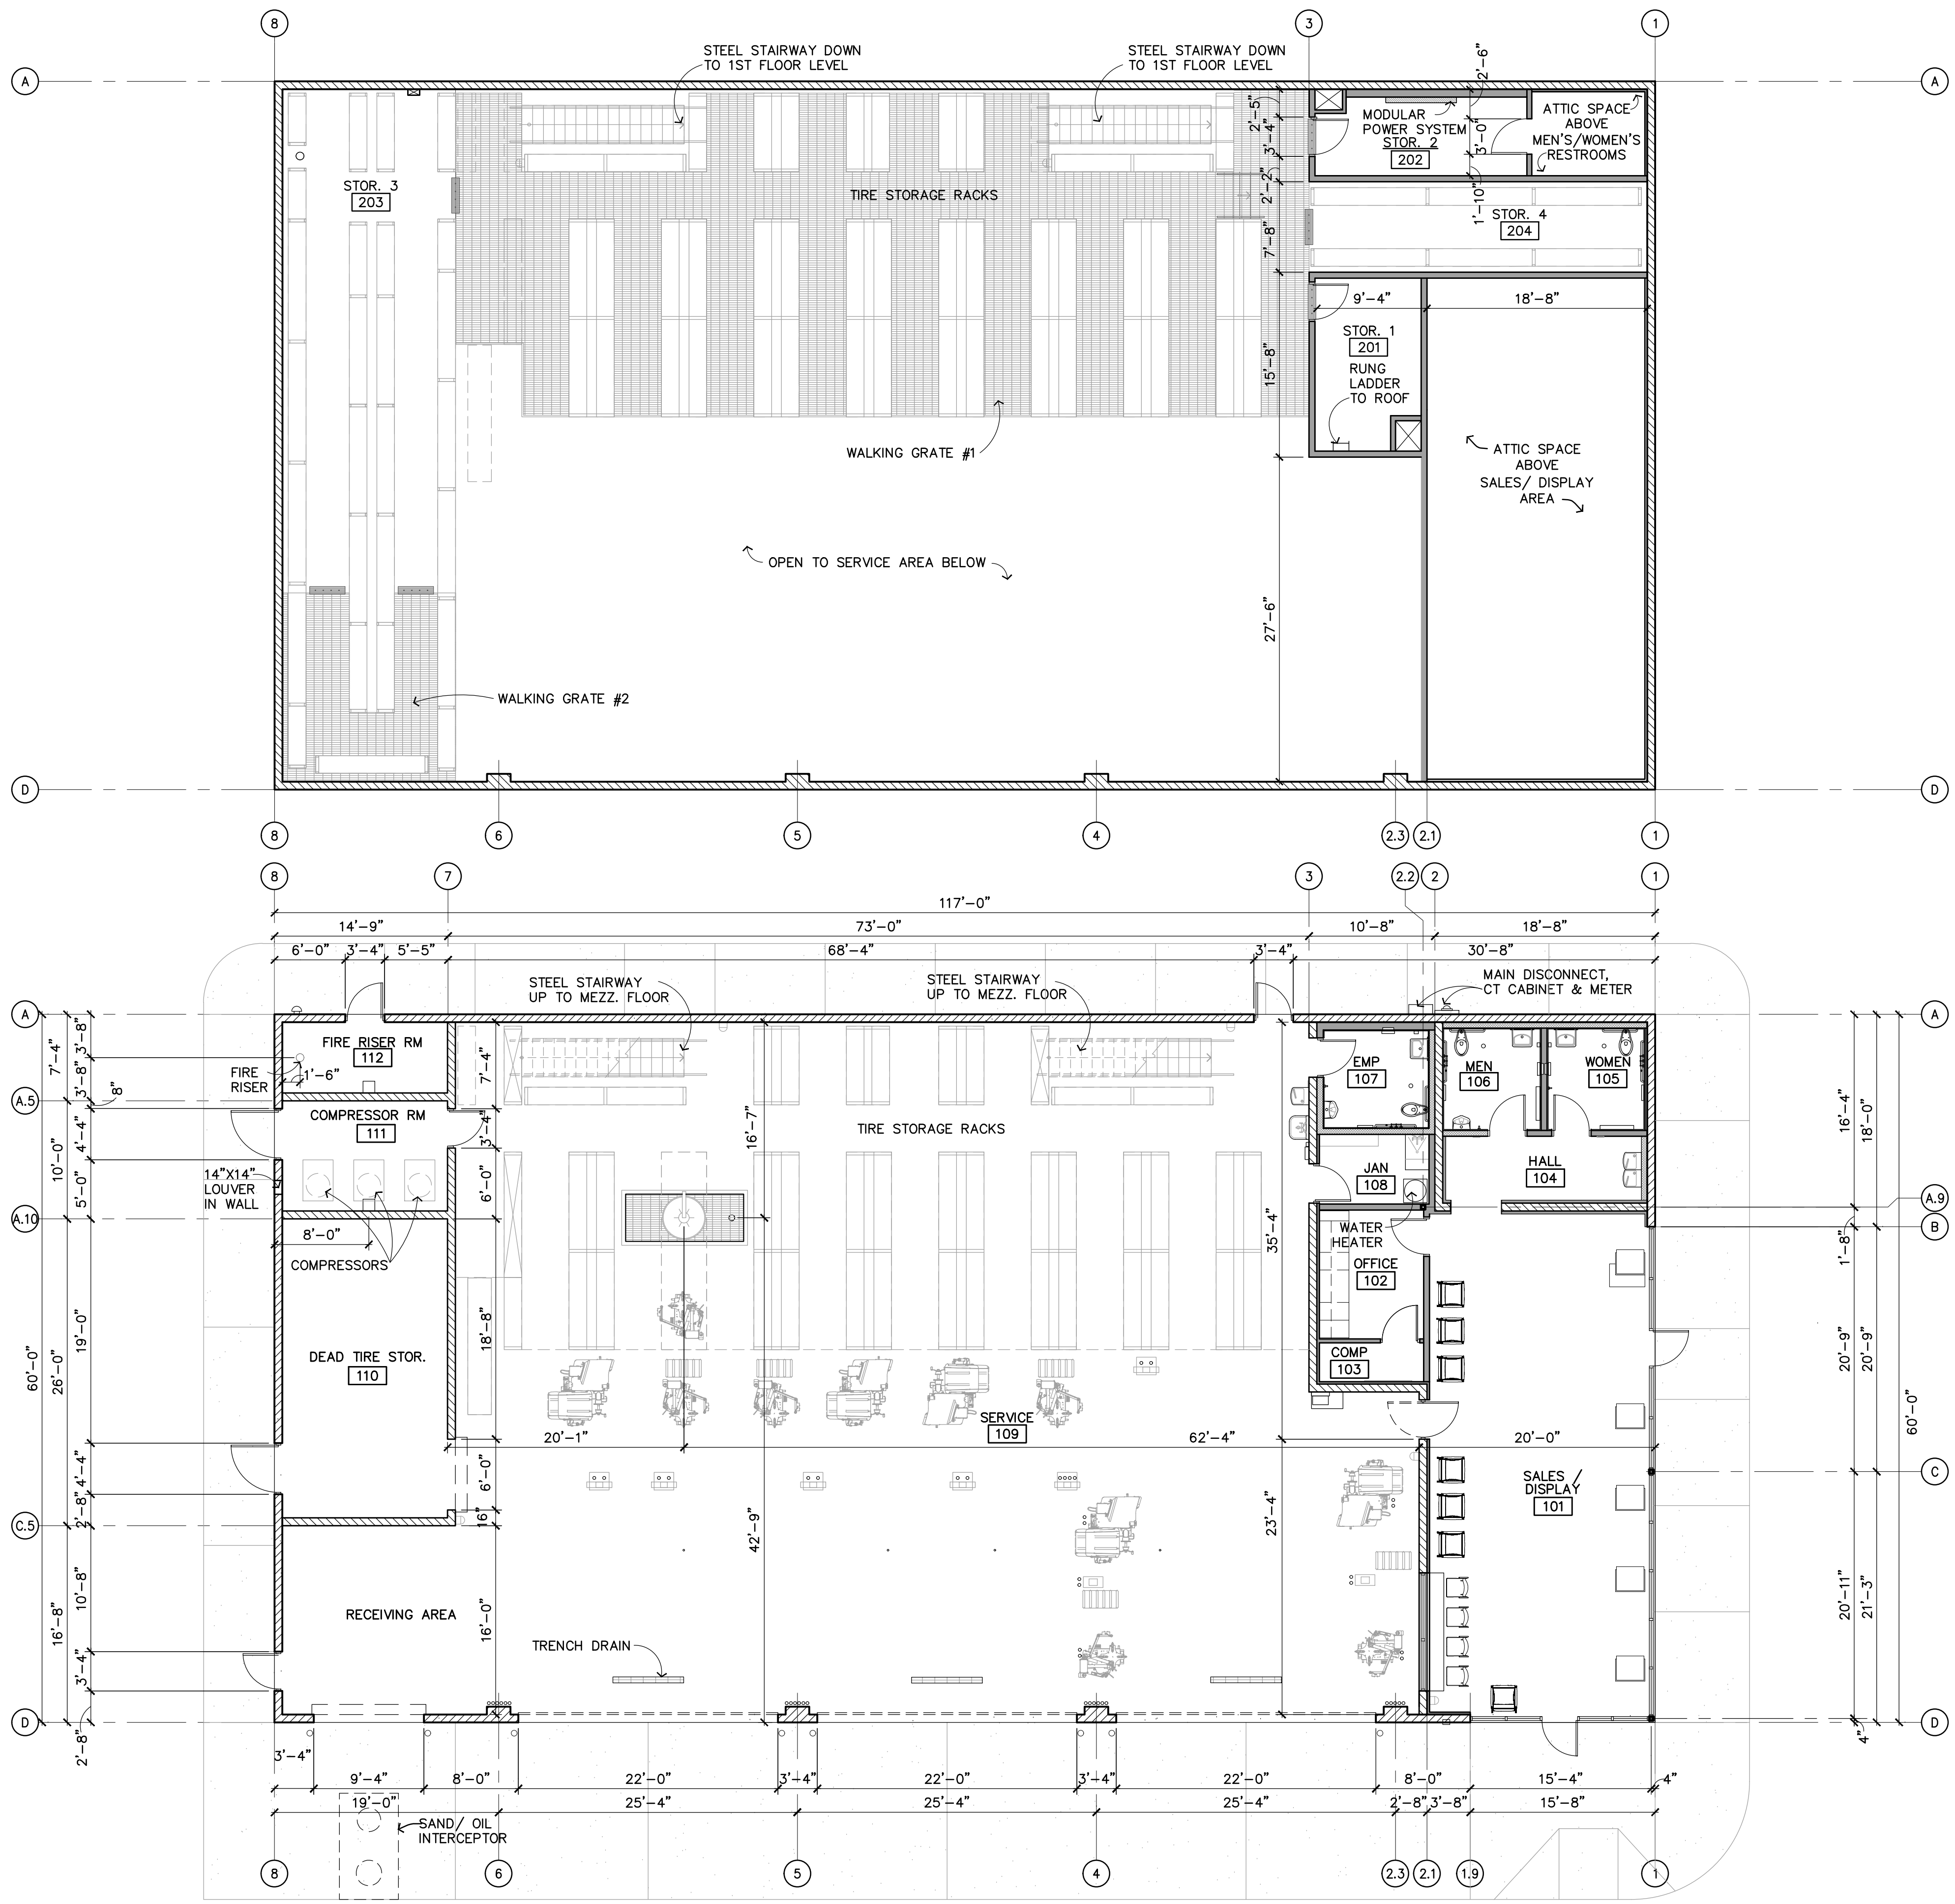 8
3
1
STEEL STAIRWAY DOWN
TO 1ST FLOOR LEVEL
STEEL STAIRWAY DOWN
TO 1ST FLOOR LEVEL
2'-6"
A
A
2'-5"
3'-4"
MODULAR
POWER SYSTEM
STOR. 2
202
3'-0"
ATTIC SPACE
ABOVE
MEN'S/WOMEN'S
RESTROOMS
STOR. 3
203
TIRE STORAGE RACKS
2'-2"
1'-10"
STOR. 4
204
7'-8"
9'-4"
18'-8"
STOR. 1
201
RUNG
LADDER
TO ROOF
15'-8"
WALKING GRATE #1
ATTIC SPACE
ABOVE
SALES/ DISPLAY
AREA
OPEN TO SERVICE AREA BELOW
27'-6"
WALKING GRATE #2
D
D
8
6
5
4
2.3
2.1
1
8
7
3
2.2
2
1
117'-0"
14'-9"
73'-0"
10'-8"
18'-8"
6'-0"
3'-4"
5'-5"
68'-4"
3'-4"
30'-8"
STEEL STAIRWAY
UP TO MEZZ. FLOOR
STEEL STAIRWAY
UP TO MEZZ. FLOOR
MAIN DISCONNECT,
CT CABINET & METER
A
A
7'-4"
3'-8"
3'-8"
8"
FIRE RISER RM
112
FIRE
RISER
1'-6"
7'-4"
EMP
107
MEN
106
WOMEN
105
A.5
COMPRESSOR RM
111
3'-4"
16'-7"
TIRE STORAGE RACKS
16'-4"
18'-0"
10'-0"
4'-4"
5'-0"
14"X14"
LOUVER
IN WALL
6'-0"
JAN
108
HALL
104
A.10
A.9
B
8'-0"
COMPRESSORS
35'-4"
WATER
HEATER
OFFICE
102
1'-8"
60'-0"
26'-0"
19'-0"
18'-8"
DEAD TIRE STOR.
110
COMP
103
20'-9"
20'-9"
60'-0"
SERVICE
109
20'-1"
62'-4"
20'-0"
4'-4"
6'-0"
SALES /
DISPLAY
101
C
2'-8"
C.5
16"
42'-9"
23'-4"
10'-8"
16'-8"
RECEIVING AREA
16'-0"
20'-11"
21'-3"
TRENCH DRAIN
3'-4"
D
D
2'-8"
4"
3'-4"
9'-4"
8'-0"
22'-0"
3'-4"
22'-0"
3'-4"
22'-0"
8'-0"
15'-4"
4"
19'-0"
25'-4"
25'-4"
25'-4"
2'-8"
3'-8"
15'-8"
SAND/ OIL
INTERCEPTOR
8
6
5
4
2.3
2.1
1.9
1